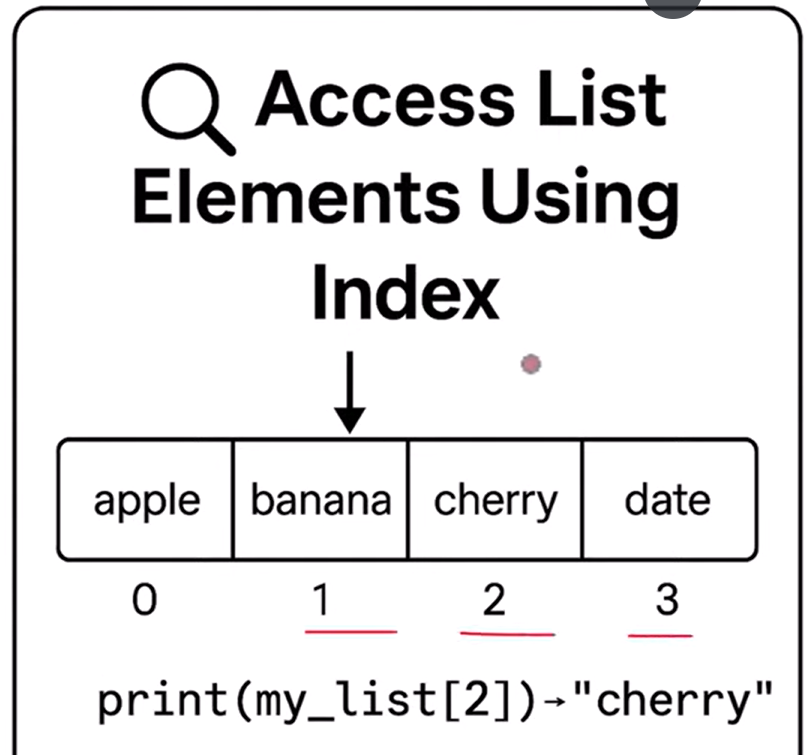 Access List
Elements Using
Index
apple banana cherry date
0 1 2 3
print(my_list[2])→"cherry"